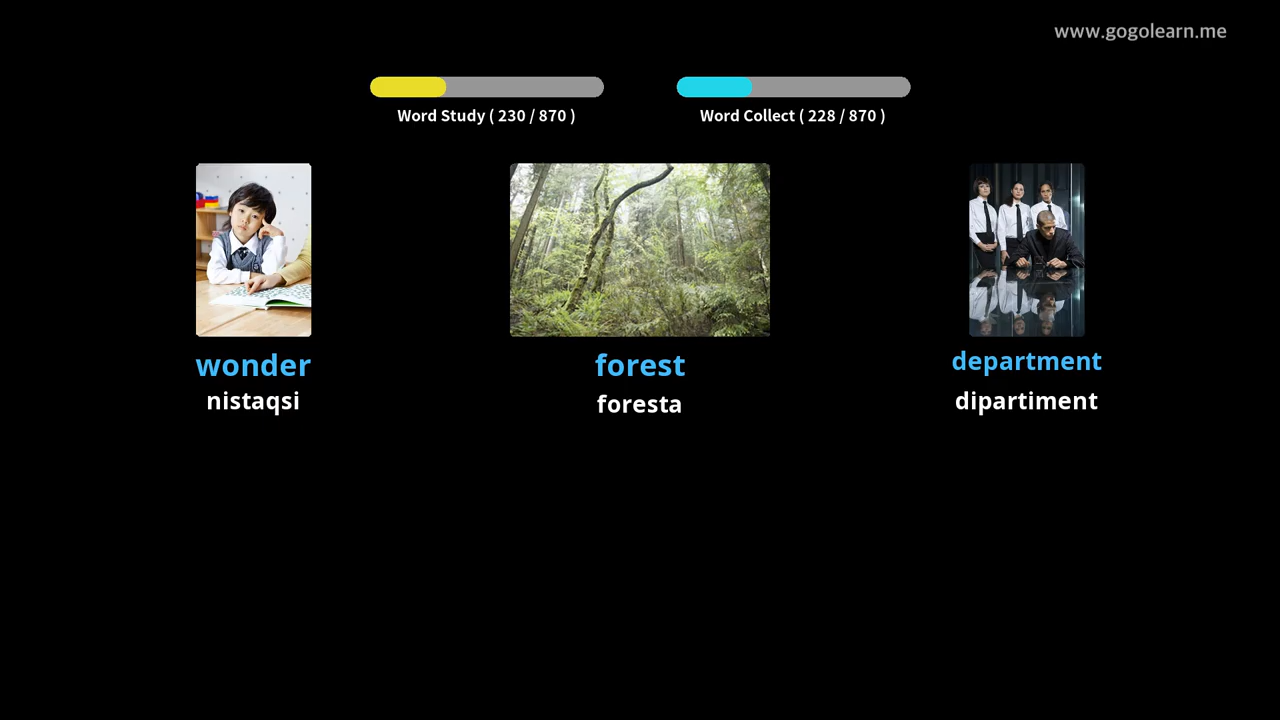 www.gogolearn.me
Word Study ( 230 / 870 )
Word Collect ( 228 / 870 )
wonder
nistaqsi
forest
foresta
department
dipartiment